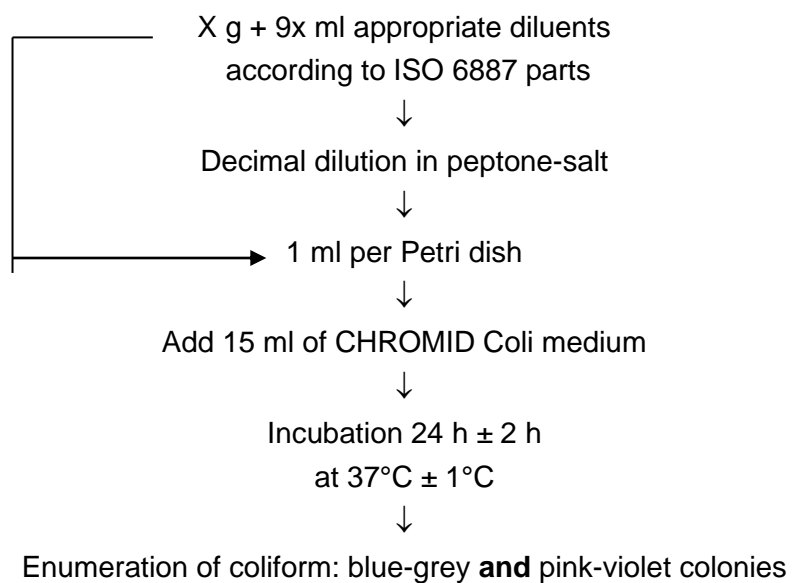 X g + 9x ml appropriate diluents
according to ISO 6887 parts
↓
Decimal dilution in peptone-salt
↓
1 ml per Petri dish
↓
Add 15 ml of CHROMID Coli medium
↓
Incubation 24 h ± 2 h
at 37°C ± 1°C
↓
Enumeration of coliform: blue-grey and pink-violet colonies